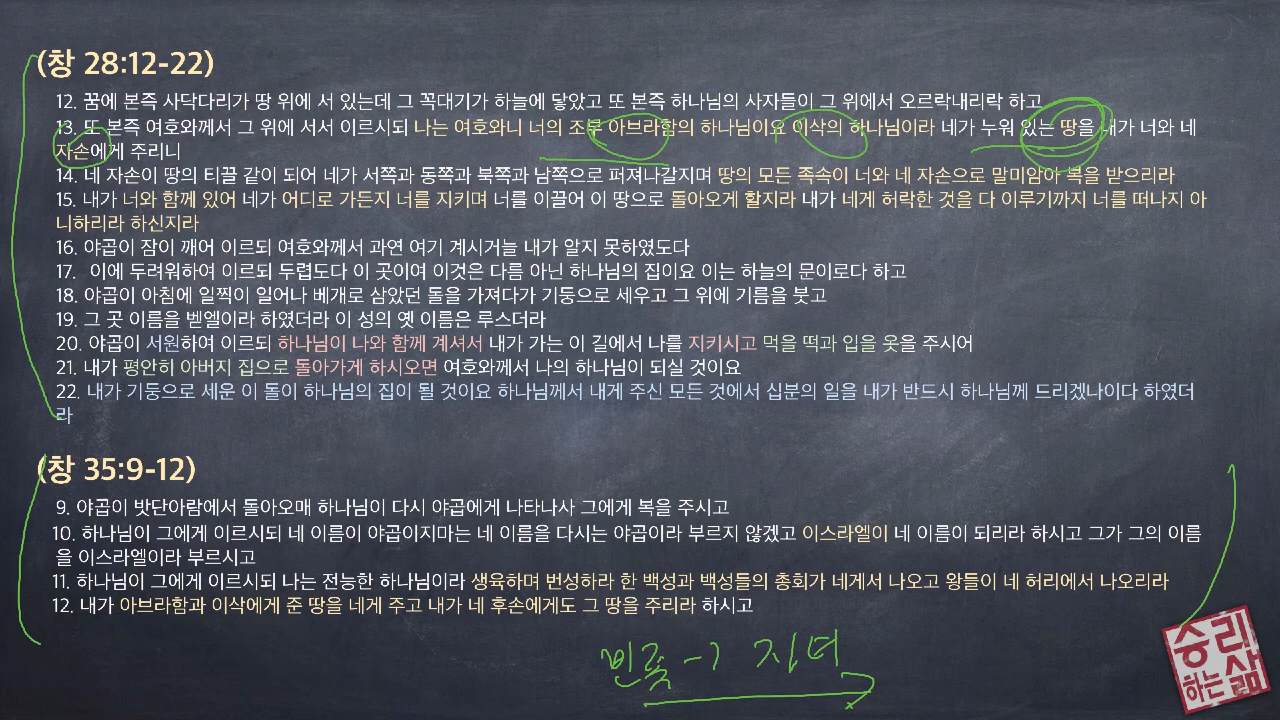 (창 28:12-22)
12. 꿈에 본즉 사닥다리가 땅 위에 서 있는데 그 꼭대기가 하늘에 닿았고 또 본즉 하나님의 사자들이 그 위에서 오르락내리락 하고
13. 또 본즉 여호와께서 그 위에 서서 이르시되 나는 여호와니 너의 조부 아브라함의 하나님이요 이삭의 하나님이라 네가 누워 있는 땅을 내가 너와 네
자손에게 주리니
14. 네 자손이 땅의 티끌 같이 되어 네가 서쪽과 동쪽과 북쪽과 남쪽으로 퍼져나갈지며 땅의 모든 족속이 너와 네 자손으로 말미암아 복을 받으리라
15. 내가 너와 함께 있어 네가 어디로 가든지 너를 지키며 너를 이끌어 이 땅으로 돌아오게 할지라 내가 네게 허락한 것을 다 이루기까지 너를 떠나지 아
니하리라 하신지라
16. 야곱이 잠이 깨어 이르되 여호와께서 과연 여기 계시거늘 내가 알지 못하였도다
17. 이에 두려워하여 이르되 두렵도다 이 곳이여 이것은 다름 아닌 하나님의 집이요 이는 하늘의 문이로다 하고
18. 야곱이 아침에 일찍이 일어나 베개로 삼았던 돌을 가져다가 기둥으로 세우고 그 위에 기름을 붓고
19. 그 곳 이름을 벧엘이라 하였더라 이 성의 옛 이름은 루스더라
20. 야곱이 서원하여 이르되 하나님이 나와 함께 계셔서 내가 가는 이 길에서 나를 지키시고 먹을 떡과 입을 옷을 주시어
21. 내가 평안히 아버지 집으로 돌아가게 하시오면 여호와께서 나의 하나님이 되실 것이요
22. 내가 기둥으로 세운 이 돌이 하나님의 집이 될 것이요 하나님께서 내게 주신 모든 것에서 십분의 일을 내가 반드시 하나님께 드리겠나이다 하였더
라
(창 35:9-12)
9. 야곱이 밧단아람에서 돌아오매 하나님이 다시 야곱에게 나타나사 그에게 복을 주시고
10. 하나님이 그에게 이르시되 네 이름이 야곱이지마는 네 이름을 다시는 야곱이라 부르지 않겠고 이스라엘이 네 이름이 되리라 하시고 그가 그의 이름
을 이스라엘이라 부르시고
11. 하나님이 그에게 이르시되 나는 전능한 하나님이라 생육하며 번성하라 한 백성과 백성들의 총회가 네게서 나오고 왕들이 네 허리에서 나오리라
12. 내가 아브라함과 이삭에게 준 땅을 네게 주고 내가 네 후손에게도 그 땅을 주리라 하시고
승리
하는 삶